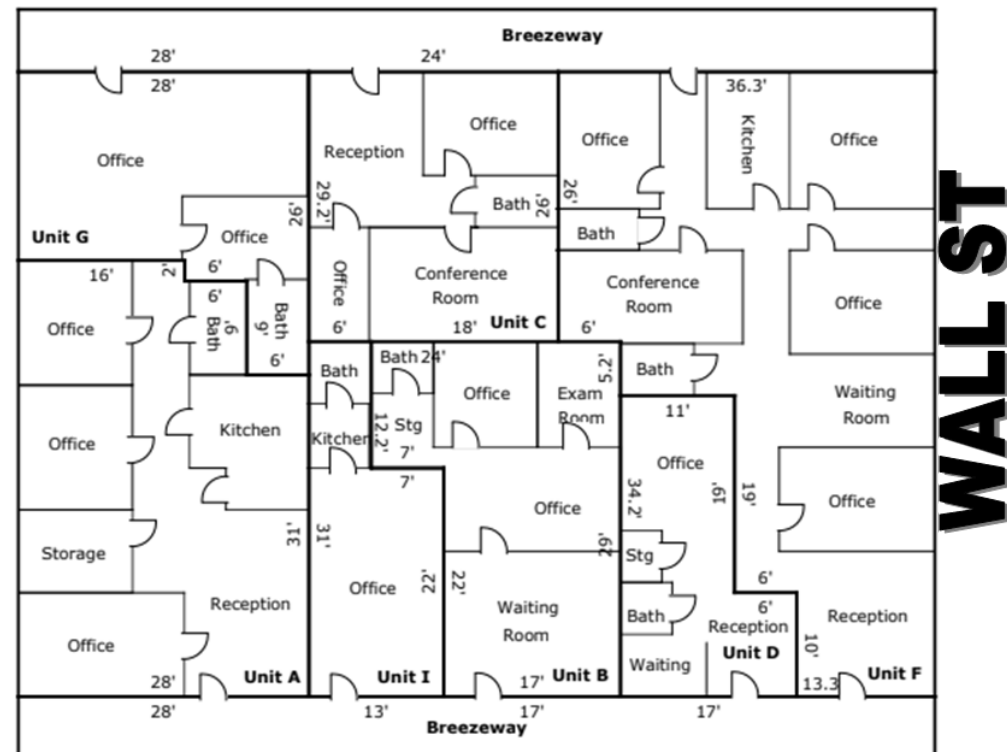 Breezeway
28'
24'
28'
36.3'
Office
Reception
Office
Office
Kitchen
Office
29.2'
Bath
26'
26'
26'
Bath
Unit G
Office
2'
16'
6'
6'
Office
Bath
9'
9'
Bath
6'
Office
Conference
Room
6'
18'
Unit C
Conference
Room
6'
Office
WALL ST
Office
Kitchen
Bath
Kitchen
Bath
24'
Stg
12.2'
7'
7'
Office
Exam
Room
5.2'
Bath
11'
Waiting
Room
Storage
31'
31'
Office
34.2'
29'
Office
19'
19'
Office
Stg
Reception
Office
22'
22'
Waiting
Room
Bath
6'
6'
Reception
Reception
Unit D
10'
Office
Waiting
28'
Unit A
Unit I
17'
Unit B
13.3
Unit F
28'
13'
17'
17'
Breezeway